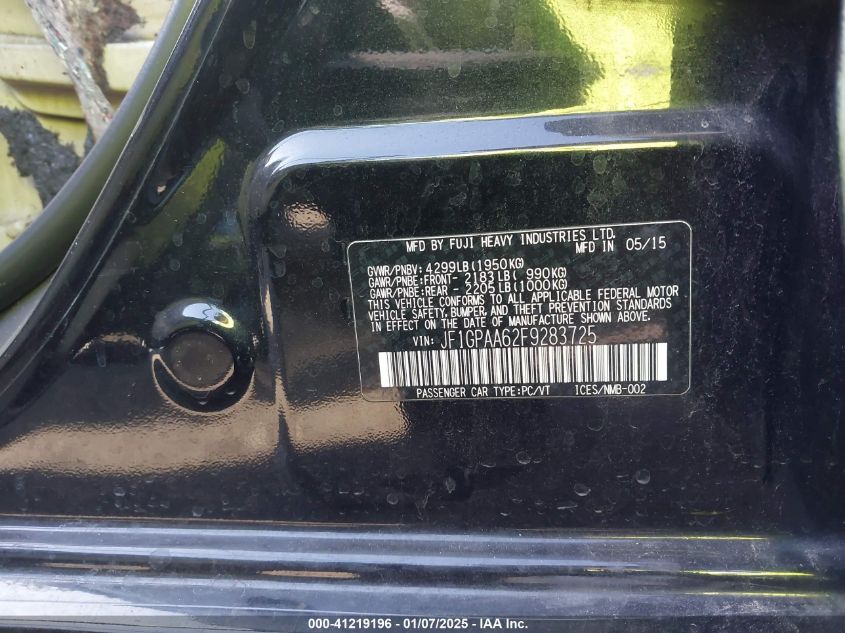 MFD BY FUJI HEAVY INDUSTRIES LTD.
MFD IN 05/15
GVWR/PNBV: 4299LB(1950KG)
GAWR/PNBE:FRONT- 2183LB( 990KG)
GAWR/PNBE:REAR - 2205LB(1000KG)
THIS VEHICLE CONFORMS TO ALL APPLICABLE FEDERAL MOTOR
VEHICLE SAFETY, BUMPER, AND THEFT PREVENTION STANDARDS
IN EFFECT ON THE DATE OF MANUFACTURE SHOWN ABOVE.
VIN: JF1GPAA62F9283725
PASSENGER CAR TYPE:PC/VT 1CES/NMB-002
000-41219196 - 01/07/2025 - IAA Inc.